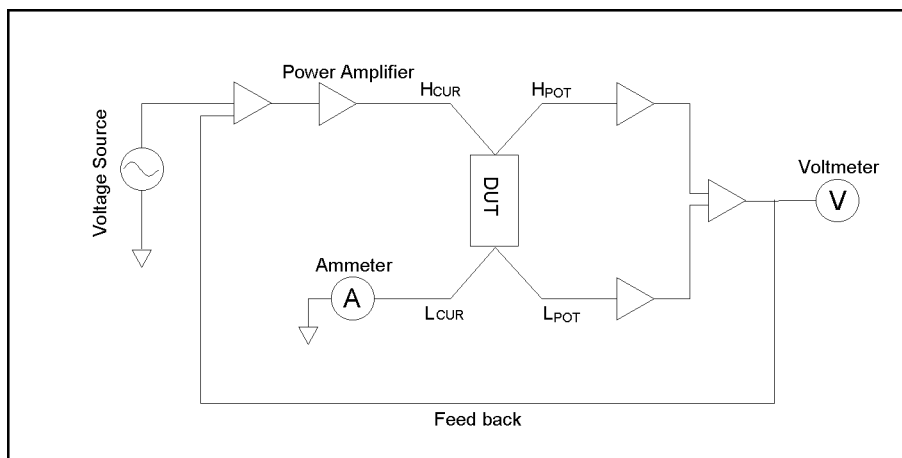 Power Amplifier
HCUR
HPOT
Voltage Source
DUT
Voltmeter
V
Ammeter
A
LCUR
LPOT
Feed back